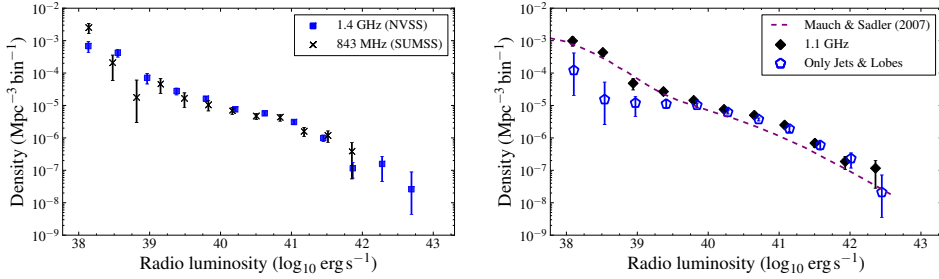 1.4 GHz (NVSS)
843 MHz (SUMSS)
Density (Mpc⁻³ bin⁻¹)
10⁻²
10⁻³
10⁻⁴
10⁻⁵
10⁻⁶
10⁻⁷
10⁻⁸
10⁻⁹
38 39 40 41 42 43
Radio luminosity (log₁₀ erg s⁻¹)
Mauch & Sadler (2007)
1.1 GHz
Only Jets & Lobes
Density (Mpc⁻³ bin⁻¹)
10⁻²
10⁻³
10⁻⁴
10⁻⁵
10⁻⁶
10⁻⁷
10⁻⁸
10⁻⁹
38 39 40 41 42 43
Radio luminosity (log₁₀ erg s⁻¹)